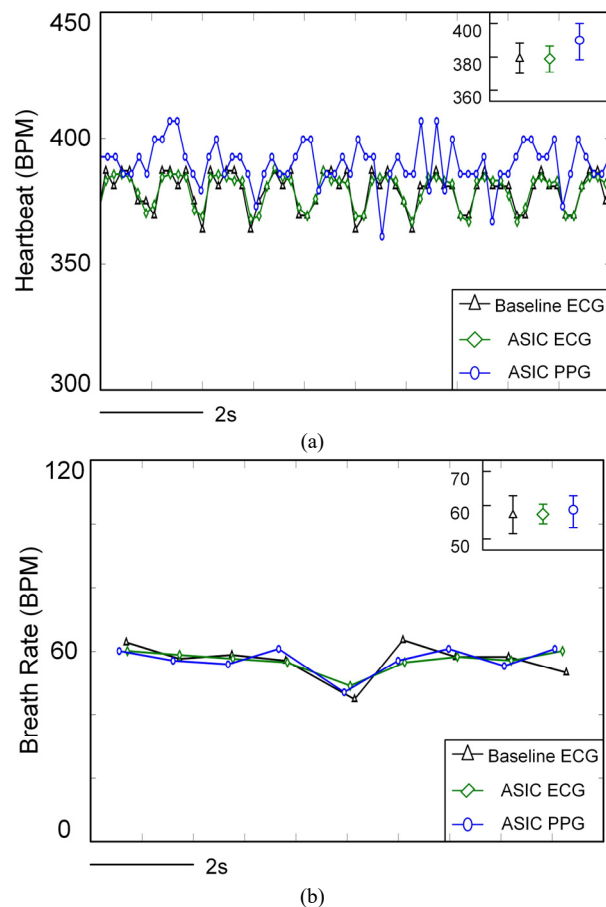 450
400
350
300
Heartbeat (BPM)
400
380
360
Baseline ECG
ASIC ECG
ASIC PPG
2s
(a)
120
60
0
Breath Rate (BPM)
70
60
50
Baseline ECG
ASIC ECG
ASIC PPG
2s
(b)